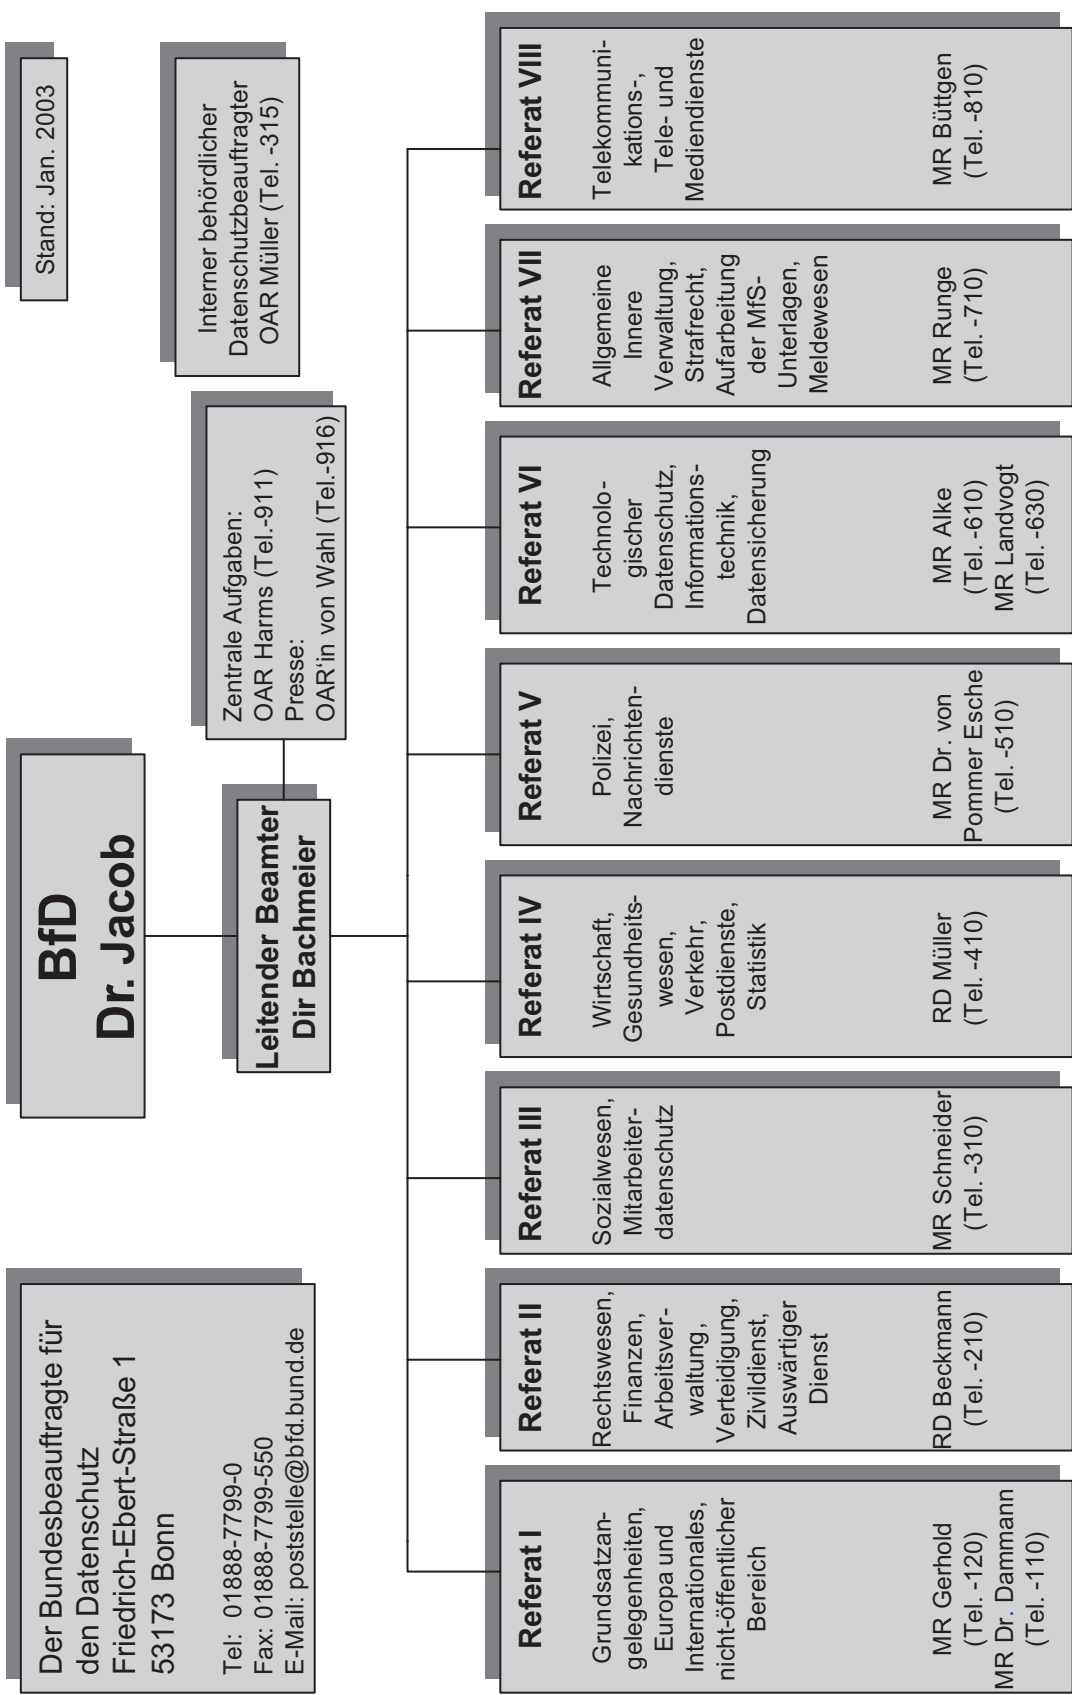 Der Bundesbeauftragte für
den Datenschutz
Friedrich-Ebert-Straße 1
53173 Bonn
Tel: 01888-7799-0
Fax: 01888-7799-550
E-Mail: poststelle@bfd.bund.de
BfD
Dr. Jacob
Stand: Jan. 2003
Interner behördlicher
Datenschutzbeauftragter
OAR Müller (Tel. -315)
Leitender Beamter
Dir Bachmeier
Zentrale Aufgaben:
OAR Harms (Tel.-911)
Presse:
OAR‘in von Wahl (Tel.-916)
Referat I
Grundsatzan-
gelegenheiten,
Europa und
Internationales,
nicht-öffentlicher
Bereich
MR Gerhold
(Tel. -120)
MR Dr. Dammann
(Tel. -110)
Referat II
Rechtswesen,
Finanzen,
Arbeitsver-
waltung,
Verteidigung,
Zivildienst,
Auswärtiger
Dienst
RD Beckmann
(Tel. -210)
Referat III
Sozialwesen,
Mitarbeiter-
datenschutz
MR Schneider
(Tel. -310)
Referat IV
Wirtschaft,
Gesundheits-
wesen,
Verkehr,
Postdienste,
Statistik
RD Müller
(Tel. -410)
Referat V
Polizei,
Nachrichten-
dienste
MR Dr. von
Pommer Esche
(Tel. -510)
Referat VI
Technolo-
gischer
Datenschutz,
Informations-
technik,
Datensicherung
MR Alke
(Tel. -610)
MR Landvogt
(Tel. -630)
Referat VII
Allgemeine
Innere
Verwaltung,
Strafrecht,
Aufarbeitung
der MfS-
Unterlagen,
Meldewesen
MR Runge
(Tel. -710)
Referat VIII
Telekommuni-
kations-,
Tele- und
Mediendienste
MR Büttgen
(Tel. -810)